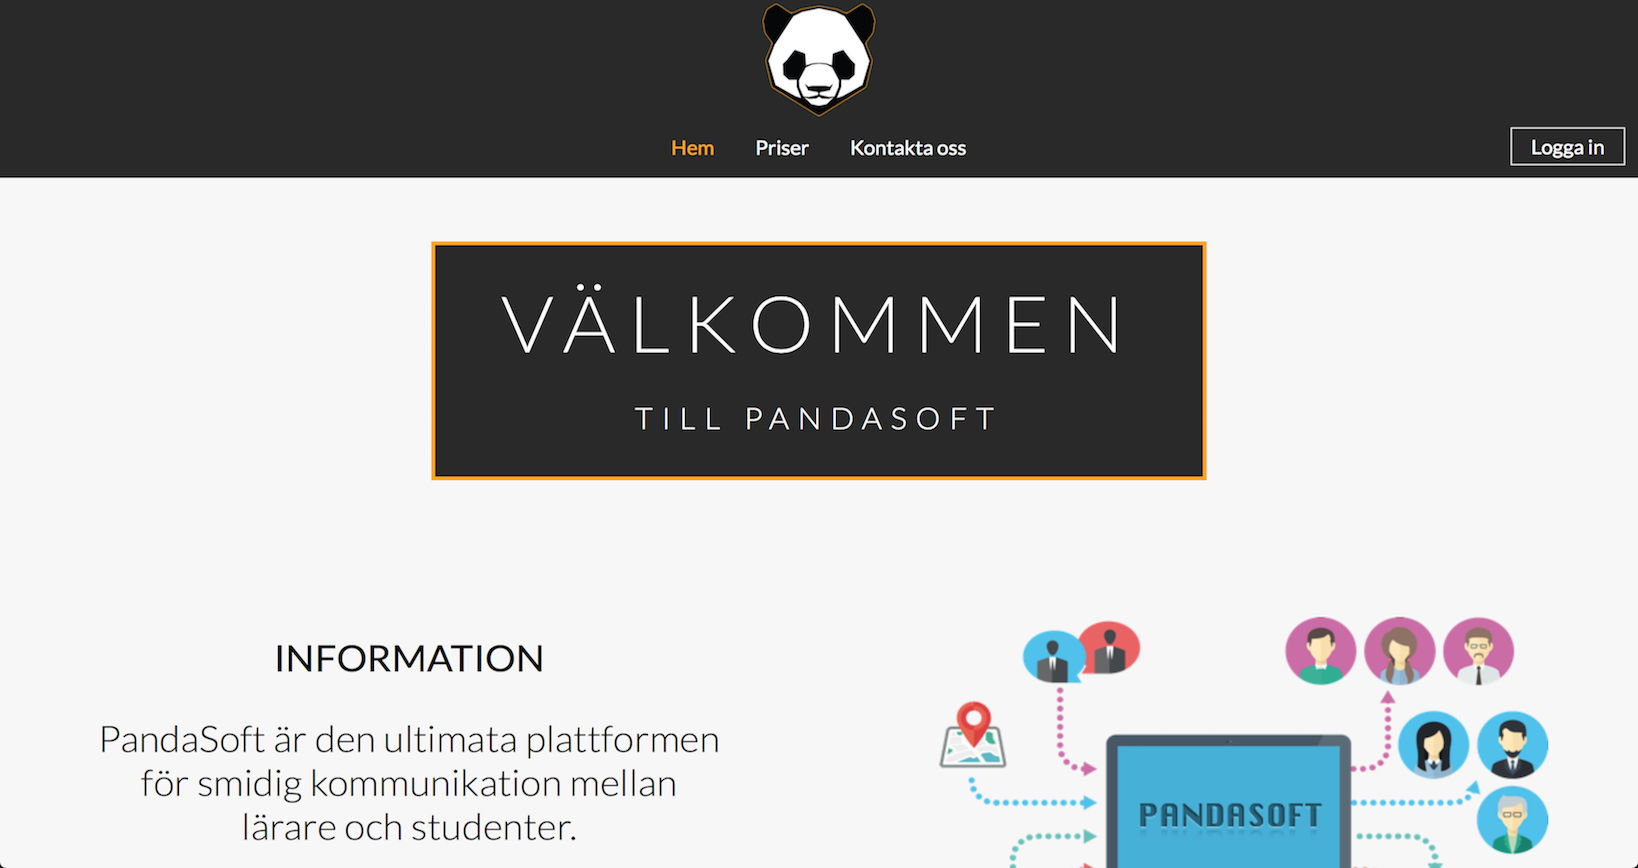 Hem Priser Kontakta oss Logga in
VÄLKOMMEN
TILL PANDASOFT
INFORMATION
PandaSoft är den ultimata plattformen
för smidig kommunikation mellan
lärare och studenter.
PANDASOFT